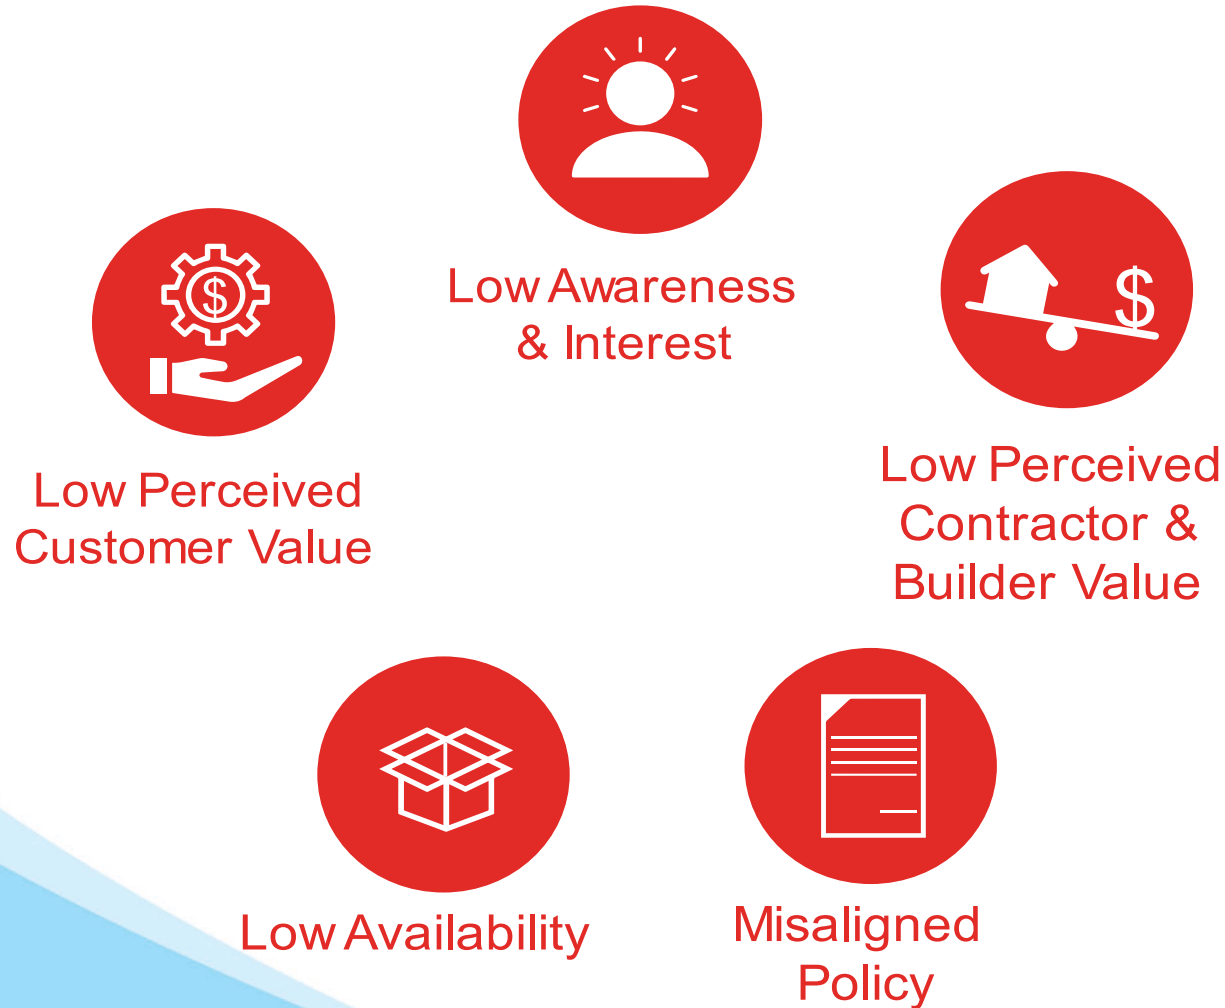 Low Awareness
& Interest
$
Low Perceived
Customer Value
$
Low Perceived
Contractor &
Builder Value
Low Availability
Misaligned
Policy